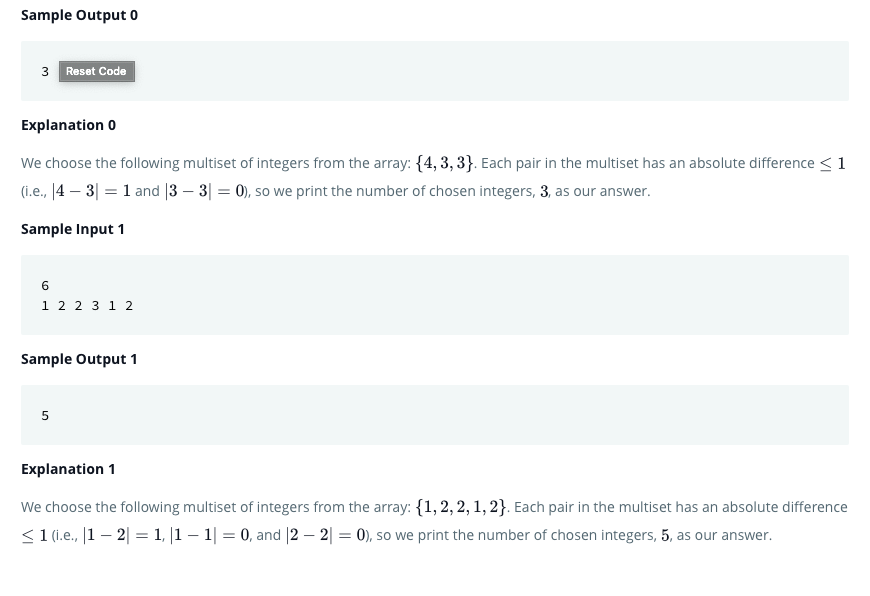 Sample Output 0
3 Reset Code
Explanation 0
We choose the following multiset of integers from the array: {4, 3, 3}. Each pair in the multiset has an absolute difference ≤ 1
(i.e., |4 − 3| = 1 and |3 − 3| = 0), so we print the number of chosen integers, 3, as our answer.
Sample Input 1
6
1 2 2 3 1 2
Sample Output 1
5
Explanation 1
We choose the following multiset of integers from the array: {1, 2, 2, 1, 2}. Each pair in the multiset has an absolute difference
≤ 1 (i.e., |1 − 2| = 1, |1 − 1| = 0, and |2 − 2| = 0), so we print the number of chosen integers, 5, as our answer.